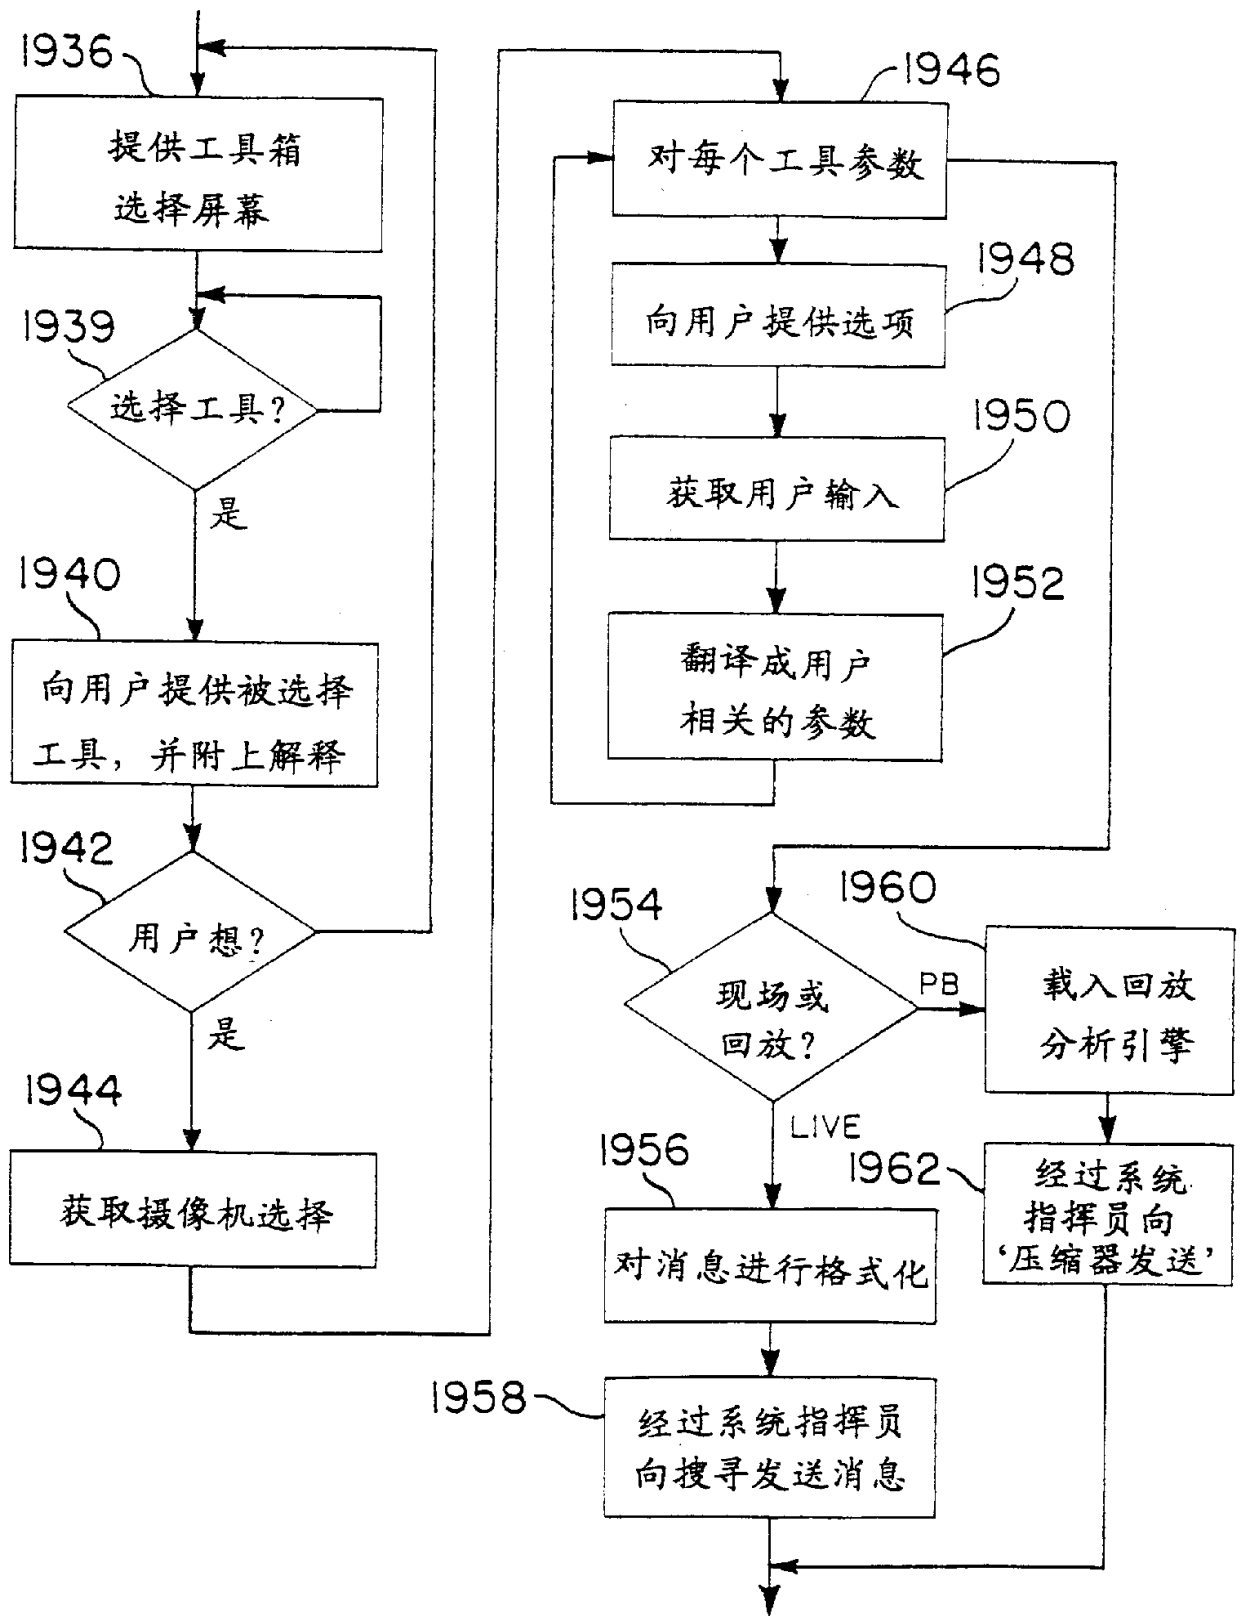 1936
提供工具箱
选择屏幕
1939
选择工具?
是
1940
向用户提供被选择
工具，并附上解释
1942
用户想?
是
1944
获取摄像机选择
1946
对每个工具参数
1948
向用户提供选项
1950
获取用户输入
1952
翻译成用户
相关的参数
1954
现场或
回放?
PB
LIVE
1960
载入回放
分析引擎
1962
经过系统
指挥员向
‘压缩器发送’
1956
对消息进行格式化
1958
经过系统指挥员
向搜寻发送消息